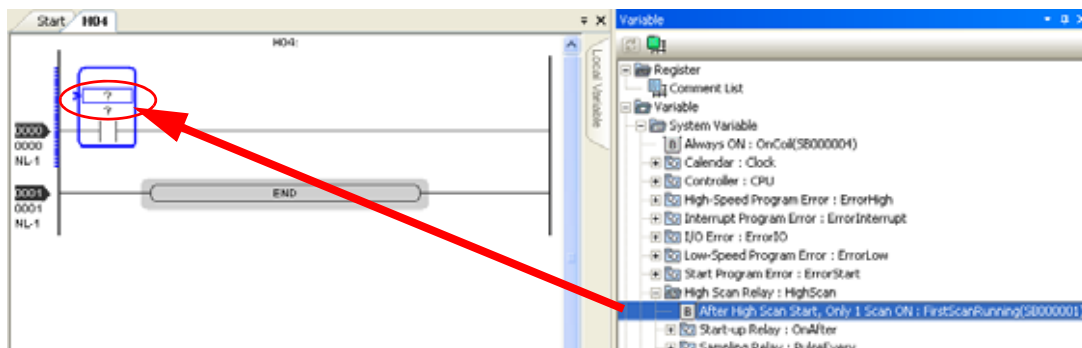 Start H04
H04:
?
?
0000
0000
NL-1
END
0001
0001
NL-1
Local Variable
Variable
Register
Comment List
Variable
System Variable
B Always ON : OnCoil(SB000004)
Calendar : Clock
Controller : CPU
High-Speed Program Error : ErrorHigh
Interrupt Program Error : ErrorInterrupt
I/O Error : ErrorIO
Low-Speed Program Error : ErrorLow
Start Program Error : ErrorStart
High Scan Relay : HighScan
B After High Scan Start, Only 1 Scan ON : FirstScanRunning(SB000001)
Start-up Relay : OnAfter
Sampling Relay : PulseEvery